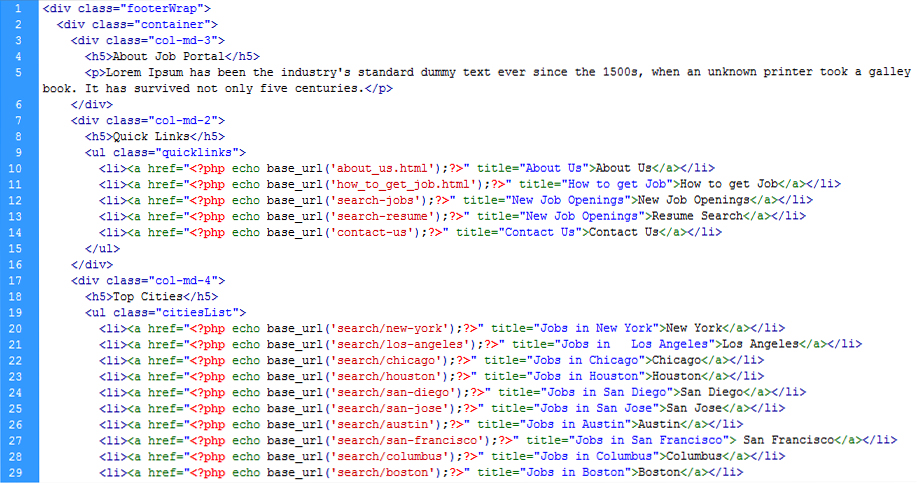 1 <div class="footerWrap">
2 <div class="container">
3 <div class="col-md-3">
4 <h5>About Job Portal</h5>
5 <p>Lorem Ipsum has been the industry's standard dummy text ever since the 1500s, when an unknown printer took a galley
book. It has survived not only five centuries.</p>
6 </div>
7 <div class="col-md-2">
8 <h5>Quick Links</h5>
9 <ul class="quicklinks">
10 <li><a href="<?php echo base_url('about_us.html');?>" title="About Us">About Us</a></li>
11 <li><a href="<?php echo base_url('how_to_get_job.html');?>" title="How to get Job">How to get Job</a></li>
12 <li><a href="<?php echo base_url('search-jobs');?>" title="New Job Openings">New Job Openings</a></li>
13 <li><a href="<?php echo base_url('search-resume');?>" title="New Job Openings">Resume Search</a></li>
14 <li><a href="<?php echo base_url('contact-us');?>" title="Contact Us">Contact Us</a></li>
15 </ul>
16 </div>
17 <div class="col-md-4">
18 <h5>Top Cities</h5>
19 <ul class="citiesList">
20 <li><a href="<?php echo base_url('search/new-york');?>" title="Jobs in New York">New York</a></li>
21 <li><a href="<?php echo base_url('search/los-angeles');?>" title="Jobs in   Los Angeles">Los Angeles</a></li>
22 <li><a href="<?php echo base_url('search/chicago');?>" title="Jobs in Chicago">Chicago</a></li>
23 <li><a href="<?php echo base_url('search/houston');?>" title="Jobs in Houston">Houston</a></li>
24 <li><a href="<?php echo base_url('search/san-diego');?>" title="Jobs in San Diego">San Diego</a></li>
25 <li><a href="<?php echo base_url('search/san-jose');?>" title="Jobs in San Jose">San Jose</a></li>
26 <li><a href="<?php echo base_url('search/austin');?>" title="Jobs in Austin">Austin</a></li>
27 <li><a href="<?php echo base_url('search/san-francisco');?>" title="Jobs in San Francisco"> San Francisco</a></li>
28 <li><a href="<?php echo base_url('search/columbus');?>" title="Jobs in Columbus">Columbus</a></li>
29 <li><a href="<?php echo base_url('search/boston');?>" title="Jobs in Boston">Boston</a></li>